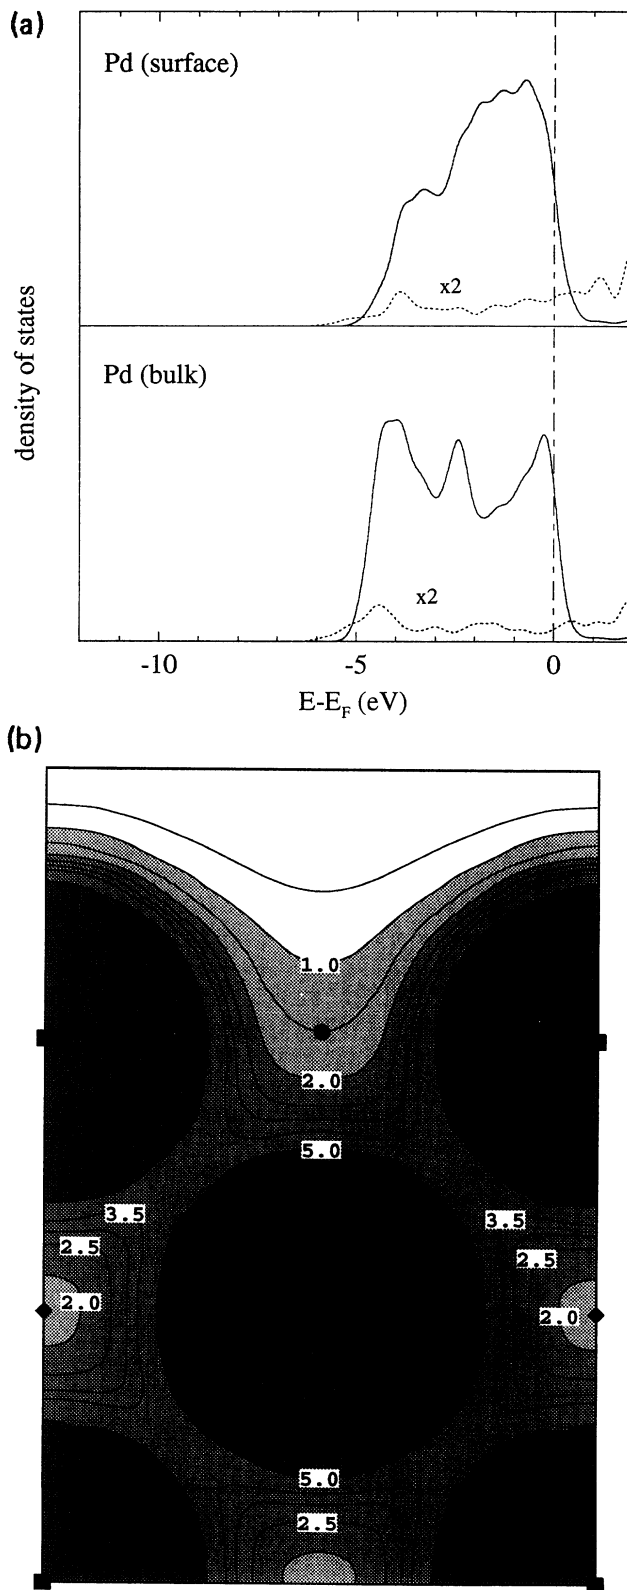 (a)
Pd (surface)
x2
density of states
Pd (bulk)
x2
-10 -5 0
E-E_F (eV)
(b)
1.0
2.0
5.0
3.5 3.5
2.5 2.5
2.0 2.0
5.0
2.5